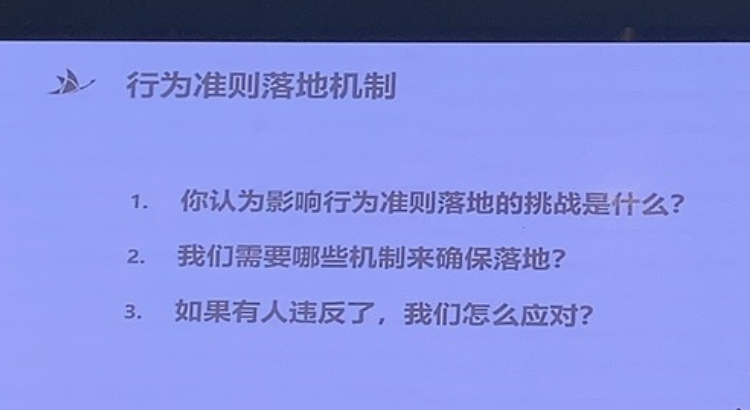 行为准则落地机制
1. 你认为影响行为准则落地的挑战是什么？
2. 我们需要哪些机制来确保落地？
3. 如果有人违反了，我们怎么应对？